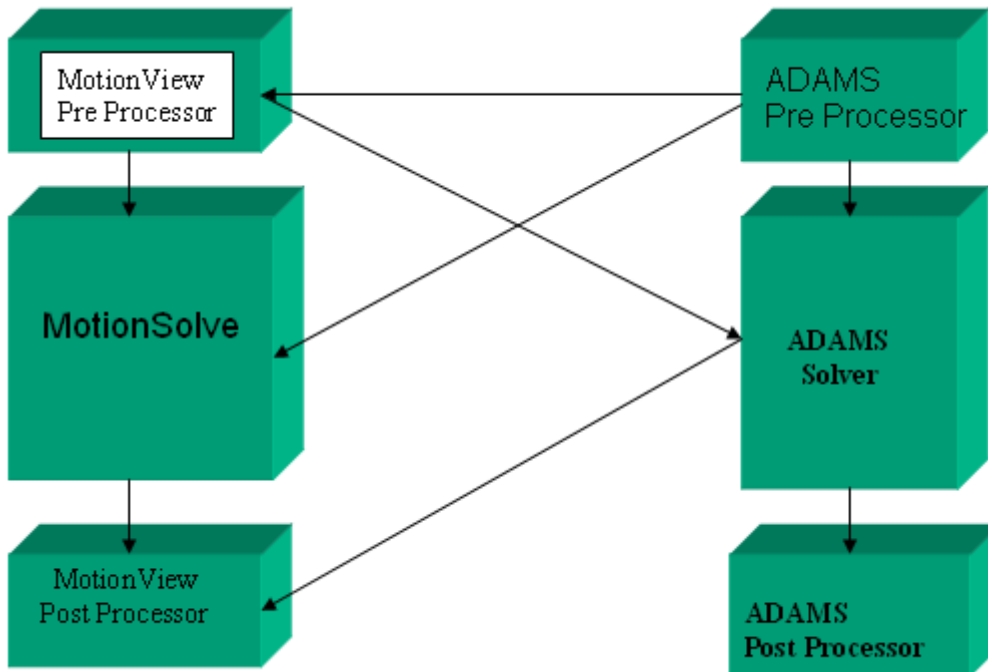 MotionView
Pre Processor
ADAMS
Pre Processor
MotionSolve
ADAMS
Solver
MotionView
Post Processor
ADAMS
Post Processor